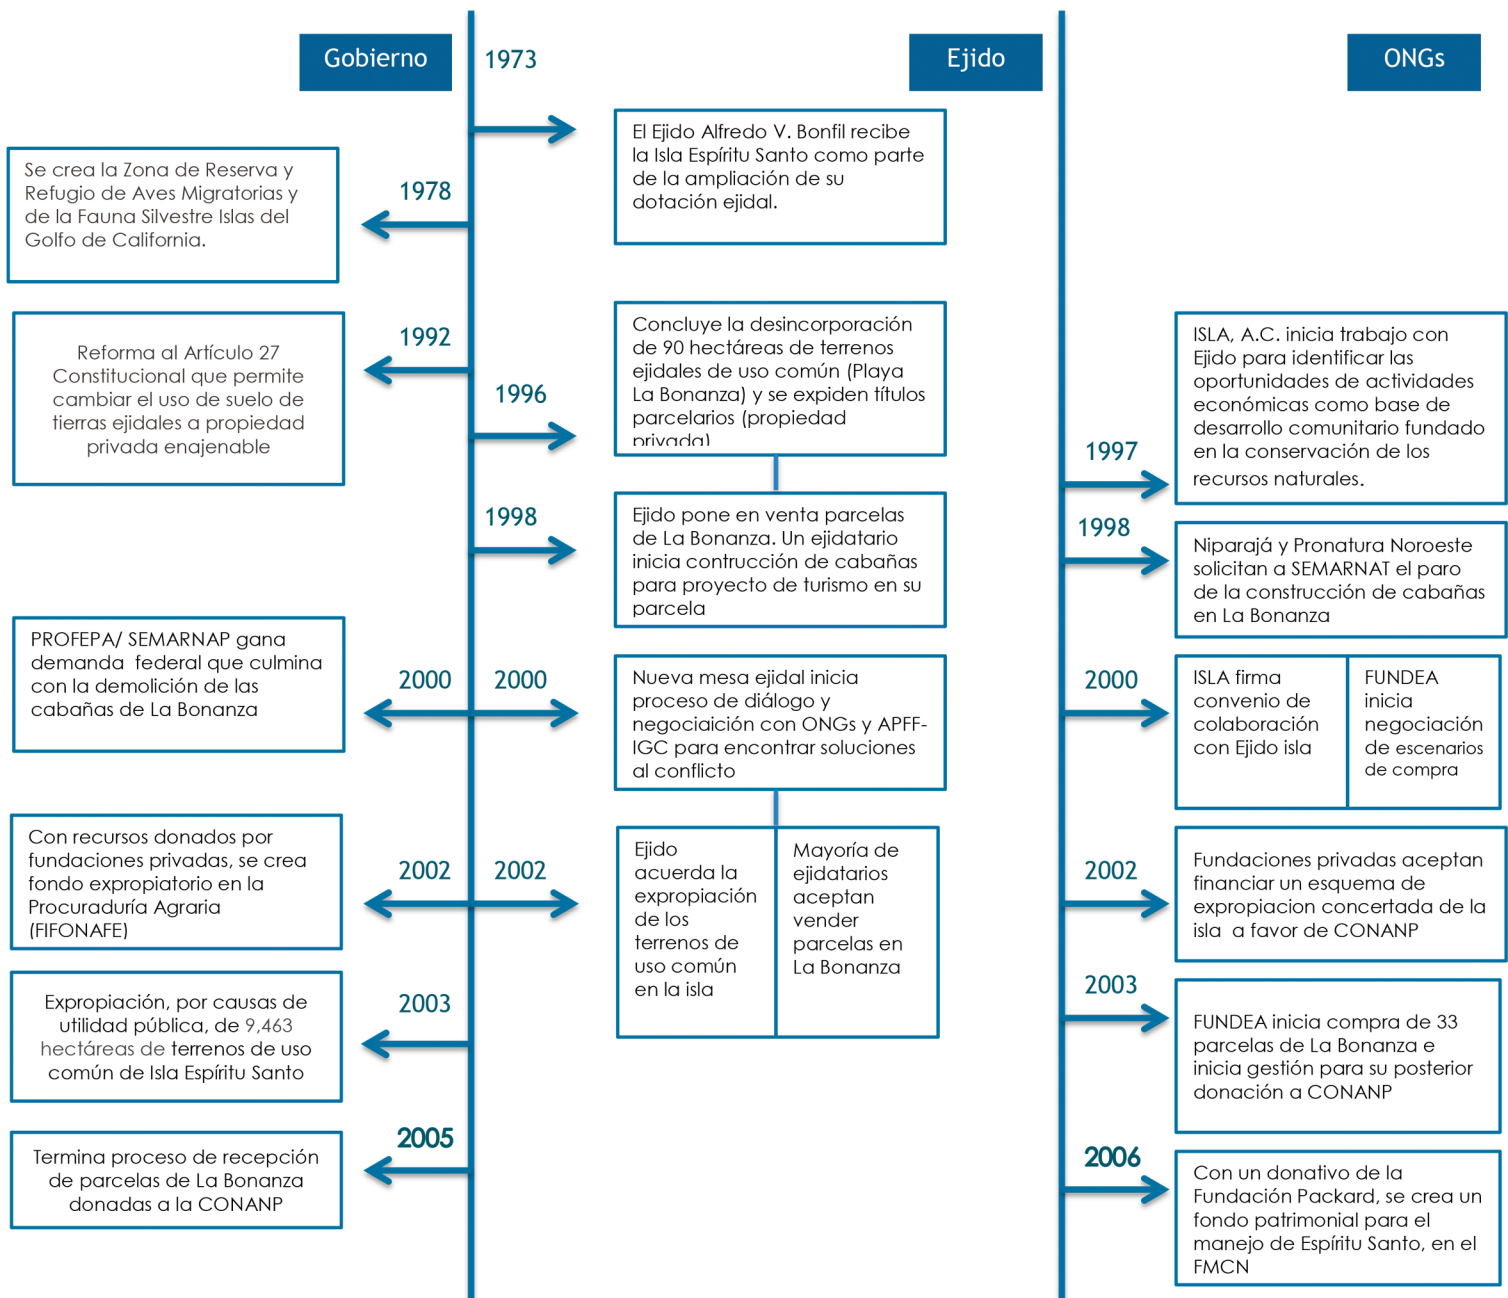 Gobierno
1973
Ejido
ONGs
El Ejido Alfredo V. Bonfil recibe
la Isla Espíritu Santo como parte
de la ampliación de su
dotación ejidal.
Se crea la Zona de Reserva y
Refugio de Aves Migratorias y
de la Fauna Silvestre Islas del
Golfo de California.
1978
Reforma al Artículo 27
Constitucional que permite
cambiar el uso de suelo de
tierras ejidales a propiedad
privada enajenable
1992
1996
Concluye la desincorporación
de 90 hectáreas de terrenos
ejidales de uso común (Playa
La Bonanza) y se expiden títulos
parcelarios (propiedad
privada)
1997
ISLA, A.C. inicia trabajo con
Ejido para identificar las
oportunidades de actividades
económicas como base de
desarrollo comunitario fundado
en la conservación de los
recursos naturales.
1998
Ejido pone en venta parcelas
de La Bonanza. Un ejidatario
inicia contrucción de cabañas
para proyecto de turismo en su
parcela
1998
Niparajá y Pronatura Noroeste
solicitan a SEMARNAT el paro
de la construcción de cabañas
en La Bonanza
PROFEPA/ SEMARNAP gana
demanda federal que culmina
con la demolición de las
cabañas de La Bonanza
2000
2000
Nueva mesa ejidal inicia
proceso de diálogo y
negociaición con ONGs y APFF-
IGC para encontrar soluciones
al conflicto
2000
ISLA firma
convenio de
colaboración
con Ejido isla
FUNDEA
inicia
negociación
de escenarios
de compra
Con recursos donados por
fundaciones privadas, se crea
fondo expropiatorio en la
Procuraduría Agraria
(FIFONAFE)
2002
2002
Ejido
acuerda la
expropiación
de los
terrenos de
uso común
en la isla
Mayoría de
ejidatarios
aceptan
vender
parcelas en
La Bonanza
2002
Fundaciones privadas aceptan
financiar un esquema de
expropiacion concertada de la
isla a favor de CONANP
Expropiación, por causas de
utilidad pública, de 9,463
hectáreas de terrenos de uso
común de Isla Espíritu Santo
2003
2003
FUNDEA inicia compra de 33
parcelas de La Bonanza e
inicia gestión para su posterior
donación a CONANP
Termina proceso de recepción
de parcelas de La Bonanza
donadas a la CONANP
2005
2006
Con un donativo de la
Fundación Packard, se crea un
fondo patrimonial para el
manejo de Espíritu Santo, en el
FMCN